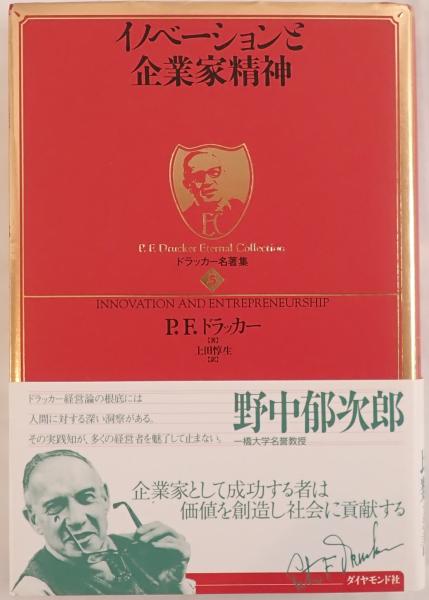 イノベーションと
企業家精神
EC
P. F. Drucker Eternal Collection
ドラッカー名著集
5
INNOVATION AND ENTREPRENEURSHIP
P.F.ドラッカー
[著]
上田惇生
[訳]
ドラッカー経営論の根底には
人間に対する深い洞察がある。
その実践知が、多くの経営者を魅了して止まない。
野中郁次郎
一橋大学名誉教授
企業家として成功する者は
価値を創造し社会に貢献する
Peter F. Drucker
ダイヤモンド社